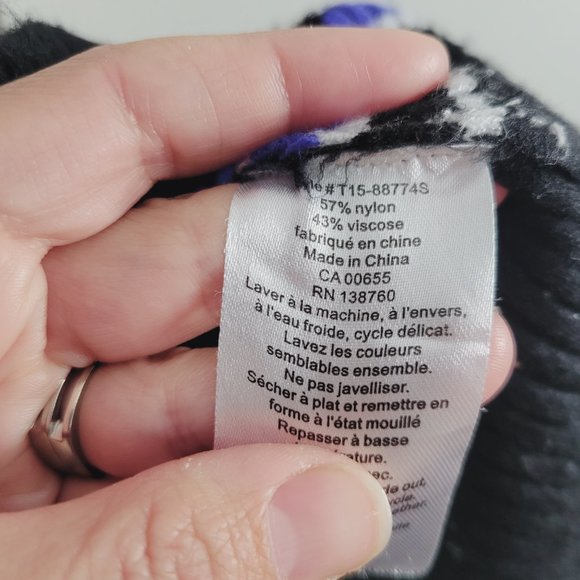 # T15-88774S
57% nylon
43% viscose
fabriqué en chine
Made in China
CA 00655
RN 138760
Laver à la machine, à l'envers,
à l'eau froide, cycle délicat.
Lavez les couleurs
semblables ensemble.
Ne pas javelliser.
Sécher à plat et remettre en
forme à l'état mouillé
Repasser à basse